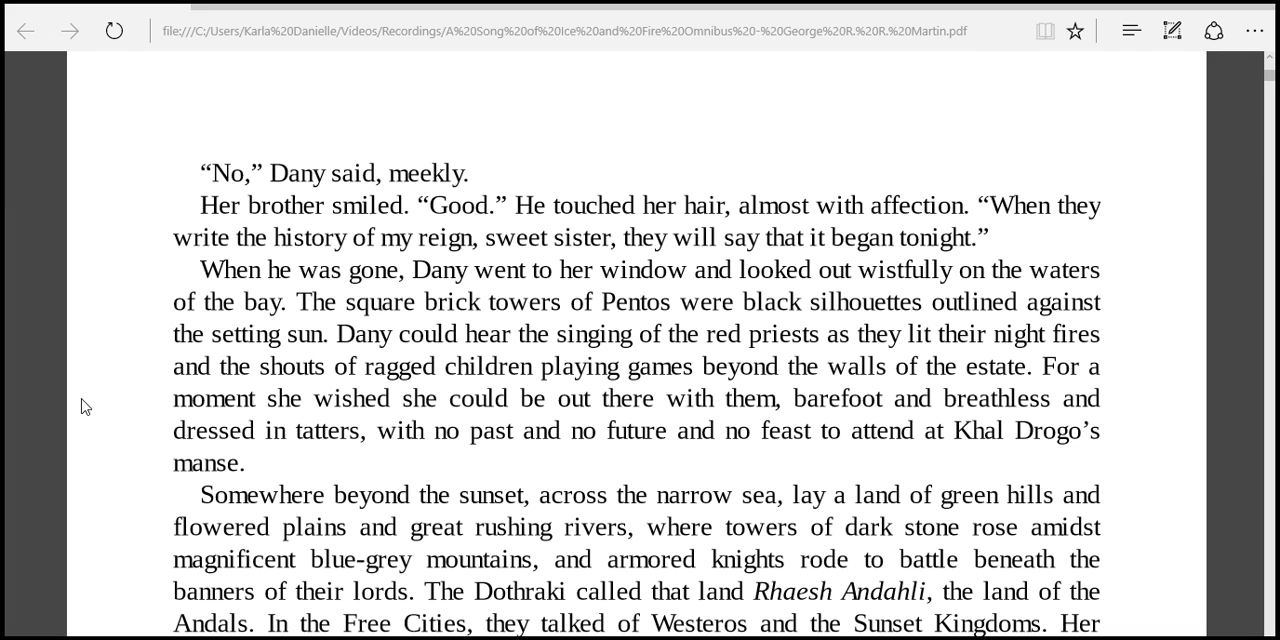 file:///C:/Users/Karla%20Danielle/Videos/Recordings/A%20Song%20of%20Ice%20and%20Fire%20Omnibus%20-%20George%20R.%20R.%20Martin.pdf
“No,” Dany said, meekly.
Her brother smiled. “Good.” He touched her hair, almost with affection. “When they
write the history of my reign, sweet sister, they will say that it began tonight.”
When he was gone, Dany went to her window and looked out wistfully on the waters
of the bay. The square brick towers of Pentos were black silhouettes outlined against
the setting sun. Dany could hear the singing of the red priests as they lit their night fires
and the shouts of ragged children playing games beyond the walls of the estate. For a
moment she wished she could be out there with them, barefoot and breathless and
dressed in tatters, with no past and no future and no feast to attend at Khal Drogo’s
manse.
Somewhere beyond the sunset, across the narrow sea, lay a land of green hills and
flowered plains and great rushing rivers, where towers of dark stone rose amidst
magnificent blue-grey mountains, and armored knights rode to battle beneath the
banners of their lords. The Dothraki called that land Rhaesh Andahli, the land of the
Andals. In the Free Cities, they talked of Westeros and the Sunset Kingdoms. Her